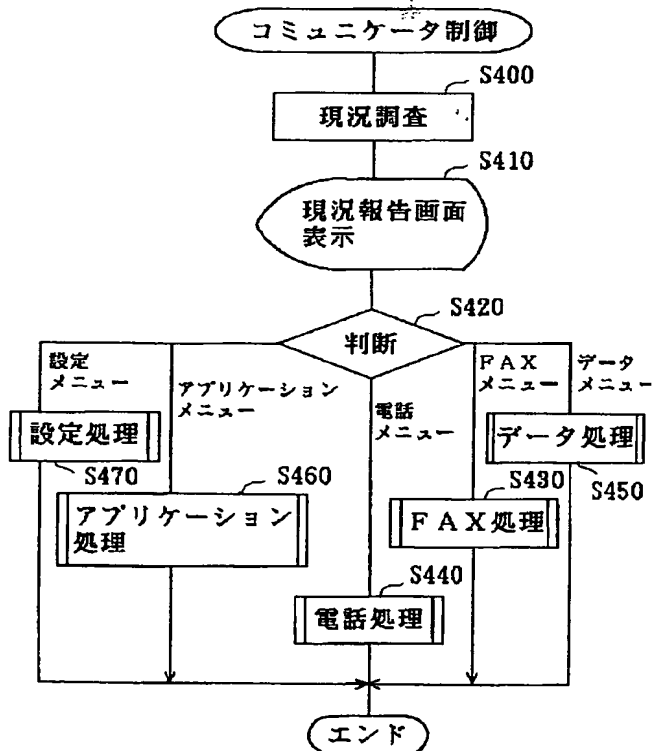 コミュニケータ制御
S400
現況調査
S410
現況報告画面
表示
S420
判断
設定
メニュー
アプリケーション
メニュー
電話
メニュー
FAX
メニュー
データ
メニュー
設定処理
S470
データ処理
S450
S460
アプリケーション
処理
S430
FAX処理
S440
電話処理
エンド